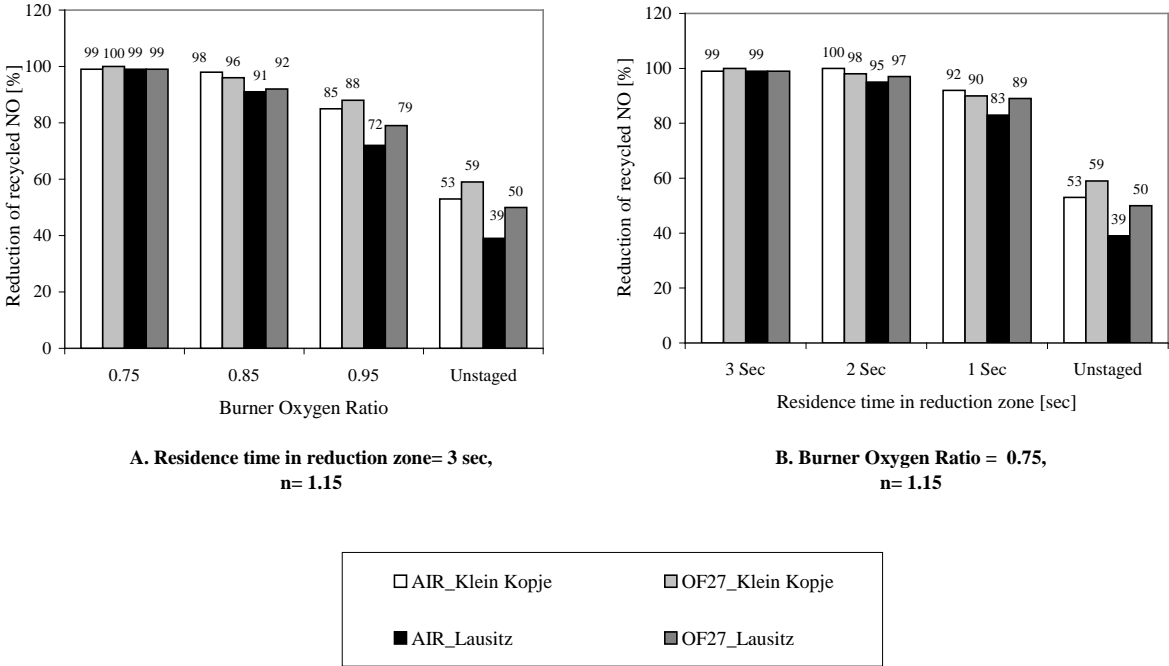 120
100
80
60
40
20
0
Reduction of recycled NO [%]
99 100 99 99
98 96 91 92
85 88 72 79
53 59 39 50
0.75 0.85 0.95 Unstaged
Burner Oxygen Ratio
A. Residence time in reduction zone= 3 sec,
n= 1.15
120
100
80
60
40
20
0
Reduction of recycled NO [%]
99 99
100 98 95 97
92 90 83 89
53 59 39 50
3 Sec 2 Sec 1 Sec Unstaged
Residence time in reduction zone [sec]
B. Burner Oxygen Ratio = 0.75,
n= 1.15
AIR_Klein Kopje OF27_Klein Kopje
AIR_Lausitz OF27_Lausitz